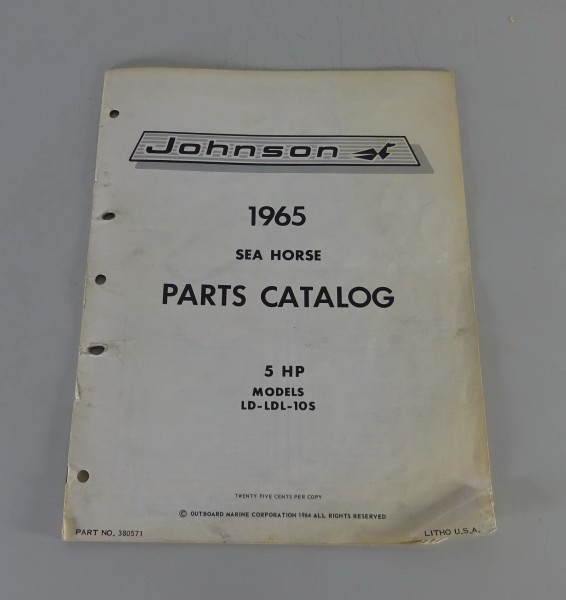 Johnson
1965
SEA HORSE
PARTS CATALOG
5 HP
MODELS
LD-LDL-10S
TWENTY FIVE CENTS PER COPY
© OUTBOARD MARINE CORPORATION 1964 ALL RIGHTS RESERVED
PART NO. 380571
LITHO U.S.A.